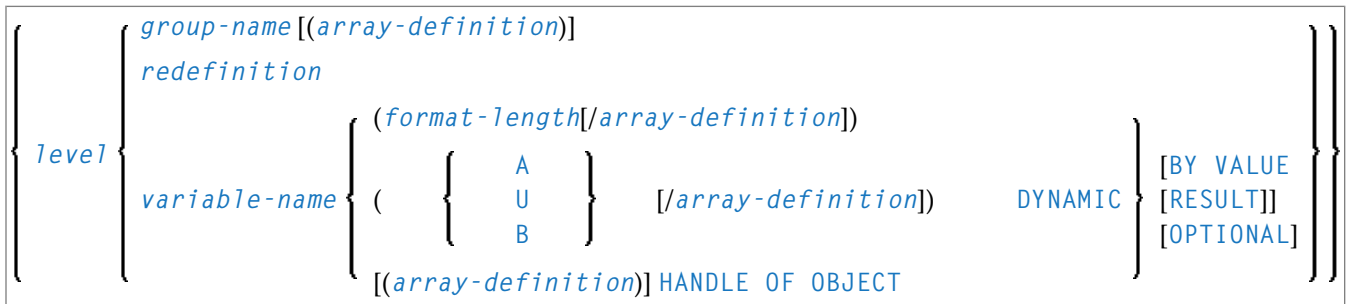 group-name [(array-definition)]
redefinition
(format-length[/array-definition])
level
variable-name
(
A
U
B
[/array-definition])
DYNAMIC
[(array-definition)] HANDLE OF OBJECT
[BY VALUE
[RESULT]]
[OPTIONAL]